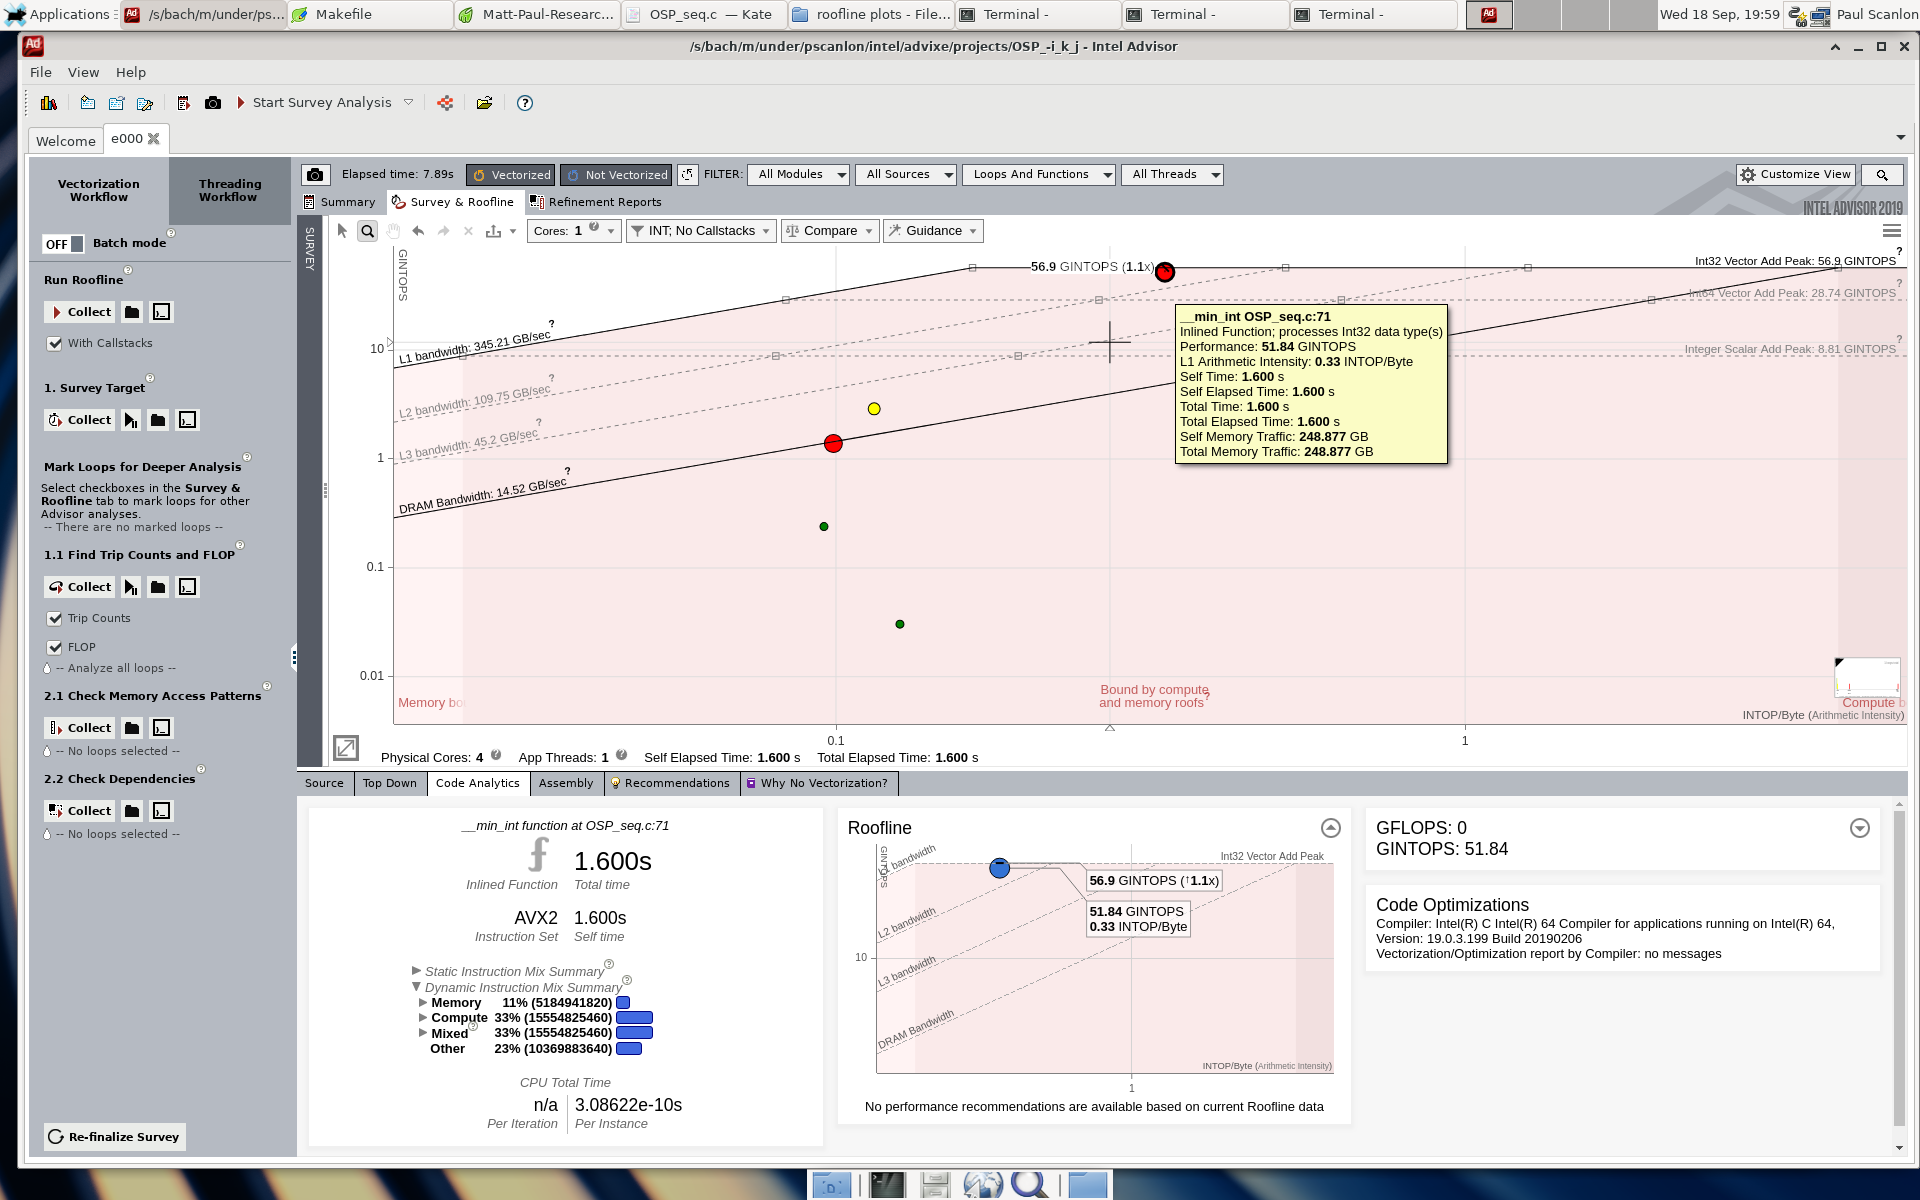 Applications
/s/bach/m/under/ps...
Makefile
Matt-Paul-Researc...
OSP_seq.c — Kate
roofline plots - File...
Terminal -
Terminal -
Terminal -
Wed 18 Sep, 19:59
Paul Scanlon
/s/bach/m/under/pscanlon/intel/advixe/projects/OSP_-i_k_j - Intel Advisor
File View Help
Start Survey Analysis
Welcome
e000
Vectorization Workflow
Threading Workflow
OFF Batch mode
Run Roofline
Collect
With Callstacks
1. Survey Target
Collect
Mark Loops for Deeper Analysis
Select checkboxes in the Survey &
Roofline tab to mark loops for other
Advisor analyses.
-- There are no marked loops --
1.1 Find Trip Counts and FLOP
Collect
Trip Counts
FLOP
-- Analyze all loops --
2.1 Check Memory Access Patterns
Collect
-- No loops selected --
2.2 Check Dependencies
Collect
-- No loops selected --
Re-finalize Survey
Elapsed time: 7.89s
Vectorized
Not Vectorized
FILTER:
All Modules
All Sources
Loops And Functions
All Threads
Customize View
INTEL ADVISOR 2019
Summary
Survey & Roofline
Refinement Reports
SURVEY
Cores: 1
INT; No Callstacks
Compare
Guidance
GINTOPS
56.9 GINTOPS (1.1x)
Int32 Vector Add Peak: 56.9 GINTOPS
Int64 Vector Add Peak: 28.74 GINTOPS
Integer Scalar Add Peak: 8.81 GINTOPS
L1 bandwidth: 345.21 GB/sec
L2 bandwidth: 109.75 GB/sec
L3 bandwidth: 45.2 GB/sec
DRAM Bandwidth: 14.52 GB/sec
10
1
0.1
0.01
__min_int OSP_seq.c:71
Inlined Function; processes Int32 data type(s)
Performance: 51.84 GINTOPS
L1 Arithmetic Intensity: 0.33 INTOP/Byte
Self Time: 1.600 s
Self Elapsed Time: 1.600 s
Total Time: 1.600 s
Total Elapsed Time: 1.600 s
Self Memory Traffic: 248.877 GB
Total Memory Traffic: 248.877 GB
Memory bo
Bound by compute
and memory roofs
Compute b
INTOP/Byte (Arithmetic Intensity)
0.1
1
Physical Cores: 4
App Threads: 1
Self Elapsed Time: 1.600 s
Total Elapsed Time: 1.600 s
Source
Top Down
Code Analytics
Assembly
Recommendations
Why No Vectorization?
__min_int function at OSP_seq.c:71
1.600s
Inlined Function
Total time
AVX2
1.600s
Instruction Set
Self time
Static Instruction Mix Summary
Dynamic Instruction Mix Summary
Memory 11% (5184941820)
Compute 33% (15554825460)
Mixed 33% (15554825460)
Other 23% (10369883640)
CPU Total Time
n/a
3.08622e-10s
Per Iteration
Per Instance
Roofline
GINTOPS
bandwidth
L2 bandwidth
L3 bandwidth
DRAM Bandwidth
Int32 Vector Add Peak
56.9 GINTOPS (↑1.1x)
51.84 GINTOPS
0.33 INTOP/Byte
10
INTOP/Byte (Arithmetic Intensity)
1
No performance recommendations are available based on current Roofline data
GFLOPS: 0
GINTOPS: 51.84
Code Optimizations
Compiler: Intel(R) C Intel(R) 64 Compiler for applications running on Intel(R) 64,
Version: 19.0.3.199 Build 20190206
Vectorization/Optimization report by Compiler: no messages